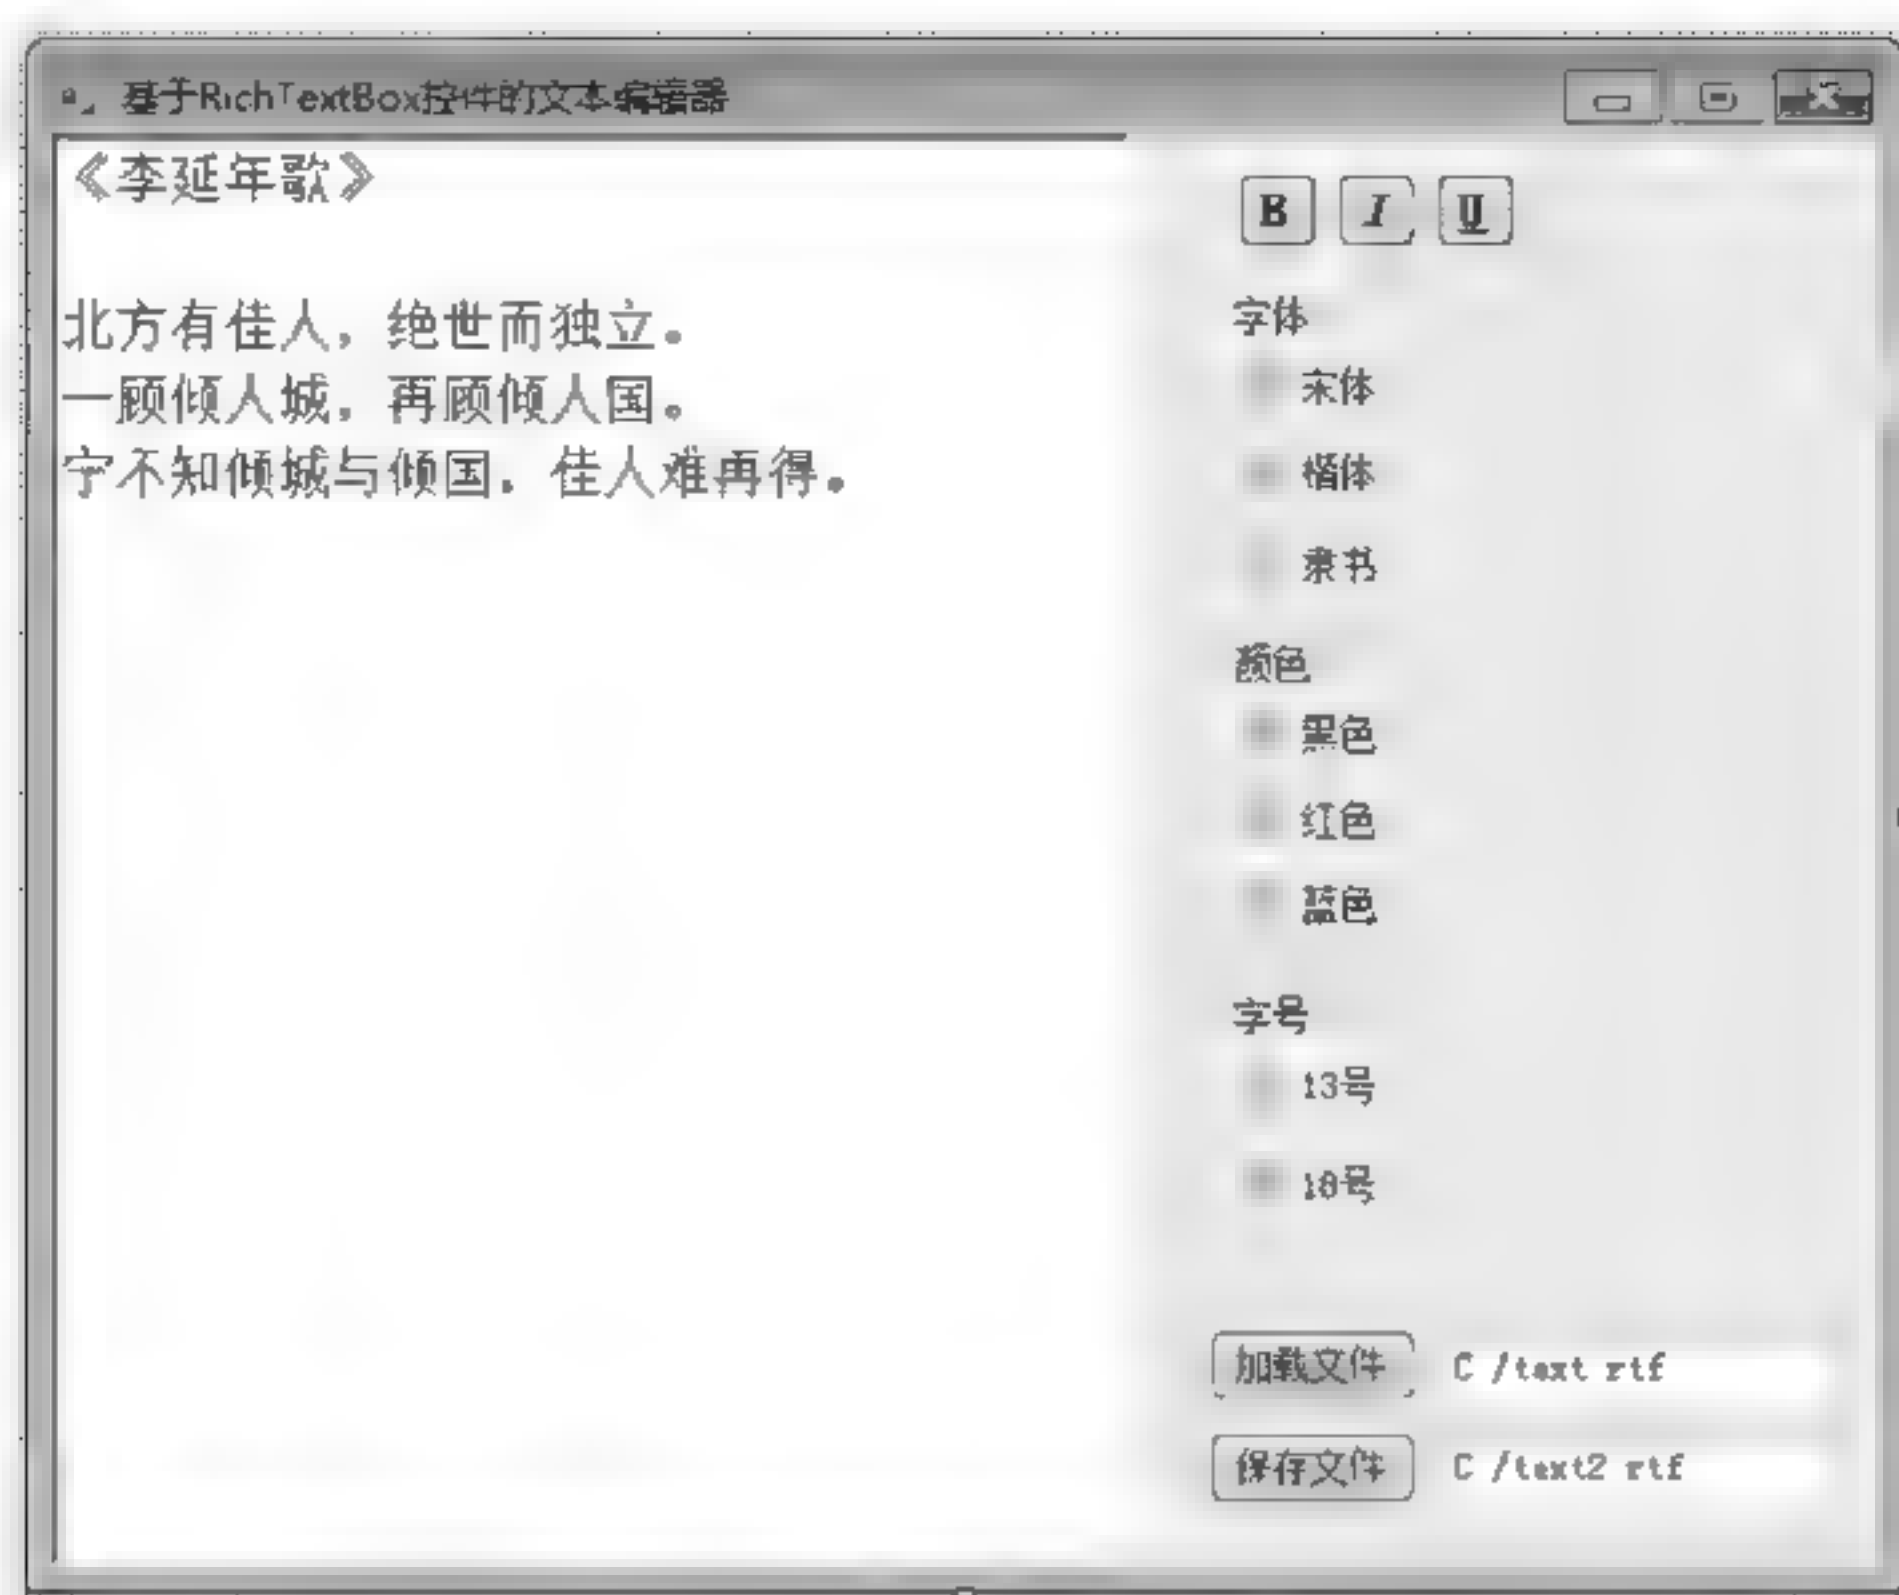 基于RichTextBox控件的文本编辑器
《李延年歌》
北方有佳人，绝世而独立。
一顾倾人城，再顾倾人国。
宁不知倾城与倾国，佳人难再得。
B I U
字体
宋体
楷体
隶书
颜色
黑色
红色
蓝色
字号
13号
18号
加载文件 C:/text.rtf
保存文件 C:/text2.rtf